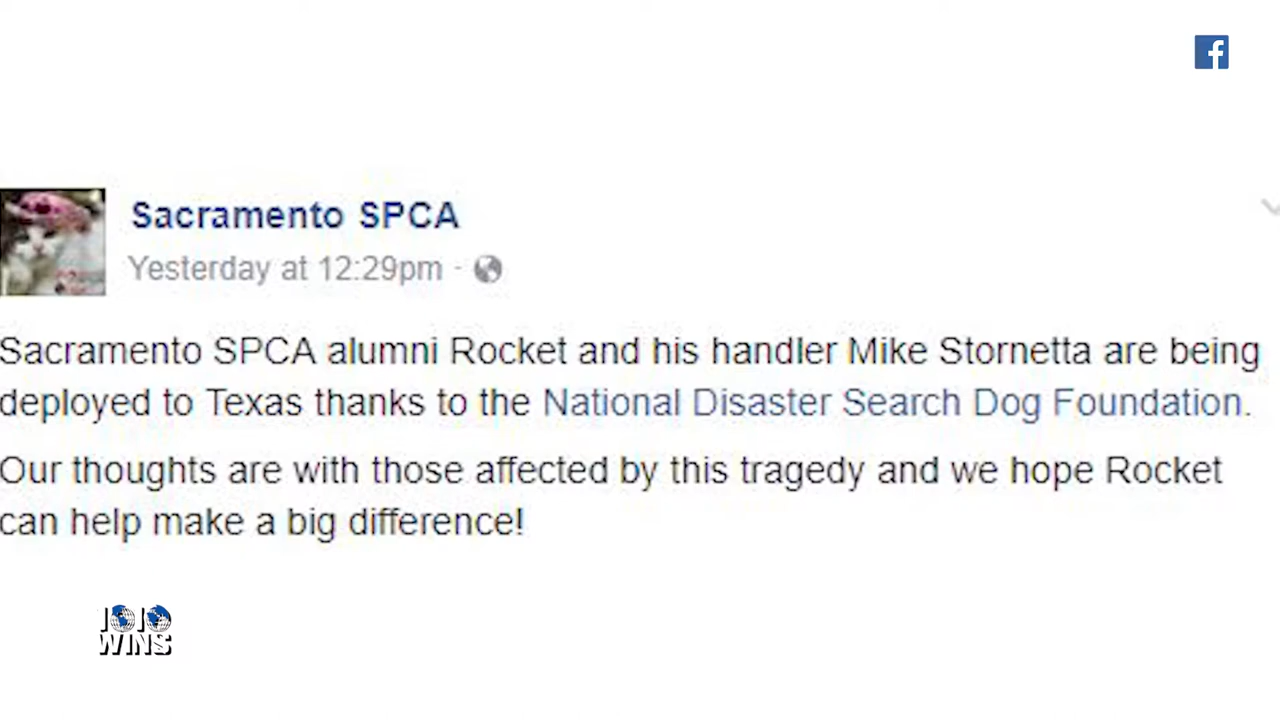 f
Sacramento SPCA
Yesterday at 12:29pm ·
Sacramento SPCA alumni Rocket and his handler Mike Stornetta are being
deployed to Texas thanks to the National Disaster Search Dog Foundation.
Our thoughts are with those affected by this tragedy and we hope Rocket
can help make a big difference!
1010
WINS